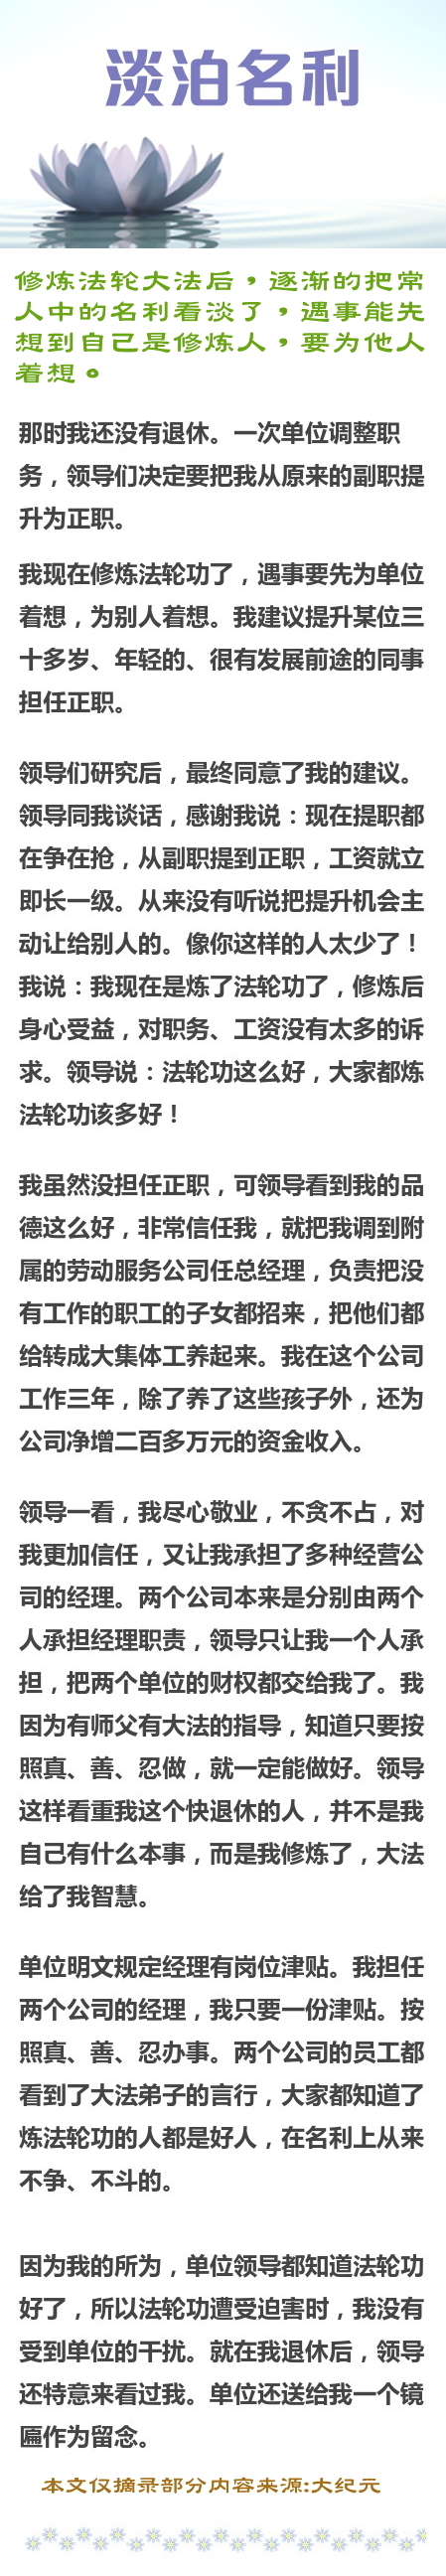 淡泊名利
修炼法轮大法后，逐渐的把常
人中的名利看淡了，遇事能先
想到自己是修炼人，要为他人
着想。
那时我还没有退休。一次单位调整职
务，领导们决定要把我从原来的副职提
升为正职。
我现在修炼法轮功了，遇事要先为单位
着想，为别人着想。我建议提升某位三
十多岁、年轻的、很有发展前途的同事
担任正职。
领导们研究后，最终同意了我的建议。
领导同我谈话，感谢我说：现在提职都
在争在抢，从副职提到正职，工资就立
即长一级。从来没有听说把提升机会主
动让给别人的。像你这样的人太少了！
我说：我现在是炼了法轮功了，修炼后
身心受益，对职务、工资没有太多的诉
求。领导说：法轮功这么好，大家都炼
法轮功该多好！
我虽然没担任正职，可领导看到我的品
德这么好，非常信任我，就把我调到附
属的劳动服务公司任总经理，负责把没
有工作的职工的子女都招来，把他们都
给转成大集体工养起来。我在这个公司
工作三年，除了养了这些孩子外，还为
公司净增二百多万元的资金收入。
领导一看，我尽心敬业，不贪不占，对
我更加信任，又让我承担了多种经营公
司的经理。两个公司本来是分别由两个
人承担经理职责，领导只让我一个人承
担，把两个单位的财权都交给我了。我
因为有师父有大法的指导，知道只要按
照真、善、忍做，就一定能做好。领导
这样看重我这个快退休的人，并不是我
自己有什么本事，而是我修炼了，大法
给了我智慧。
单位明文规定经理有岗位津贴。我担任
两个公司的经理，我只要一份津贴。按
照真、善、忍办事。两个公司的员工都
看到了大法弟子的言行，大家都知道了
炼法轮功的人都是好人，在名利上从来
不争、不斗的。
因为我的所为，单位领导都知道法轮功
好了，所以法轮功遭受迫害时，我没有
受到单位的干扰。就在我退休后，领导
还特意来看过我。单位还送给我一个镜
匾作为留念。
本文仅摘录部分内容来源:大纪元